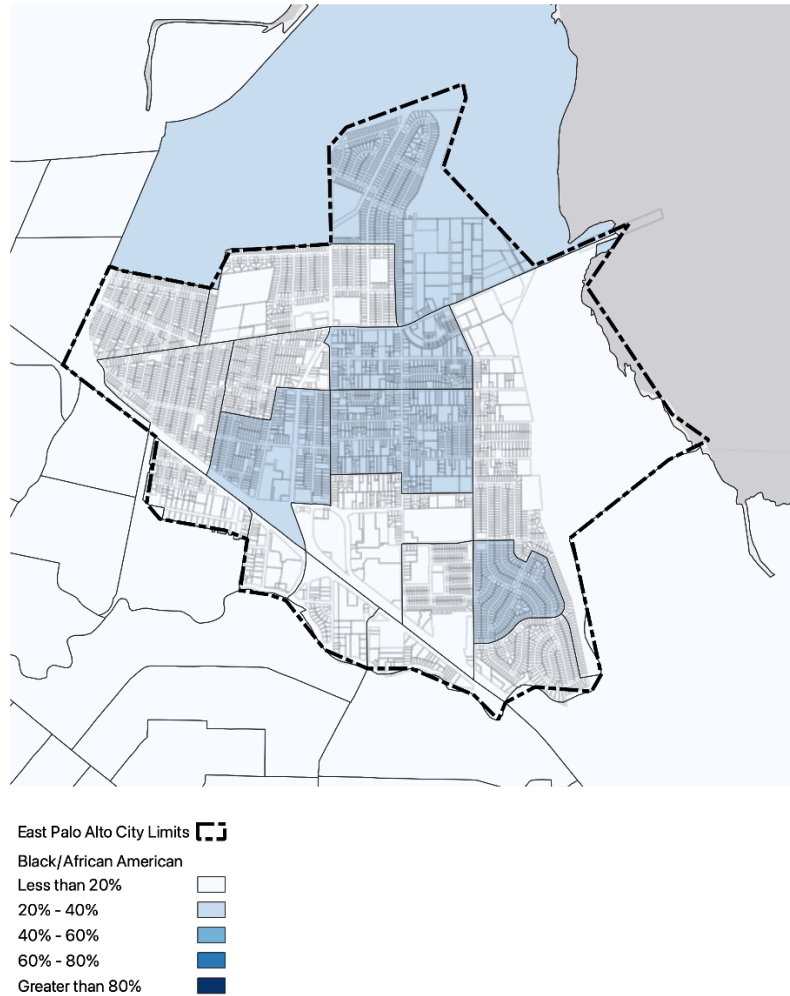 East Palo Alto City Limits
Black/African American
Less than 20%
20% - 40%
40% - 60%
60% - 80%
Greater than 80%